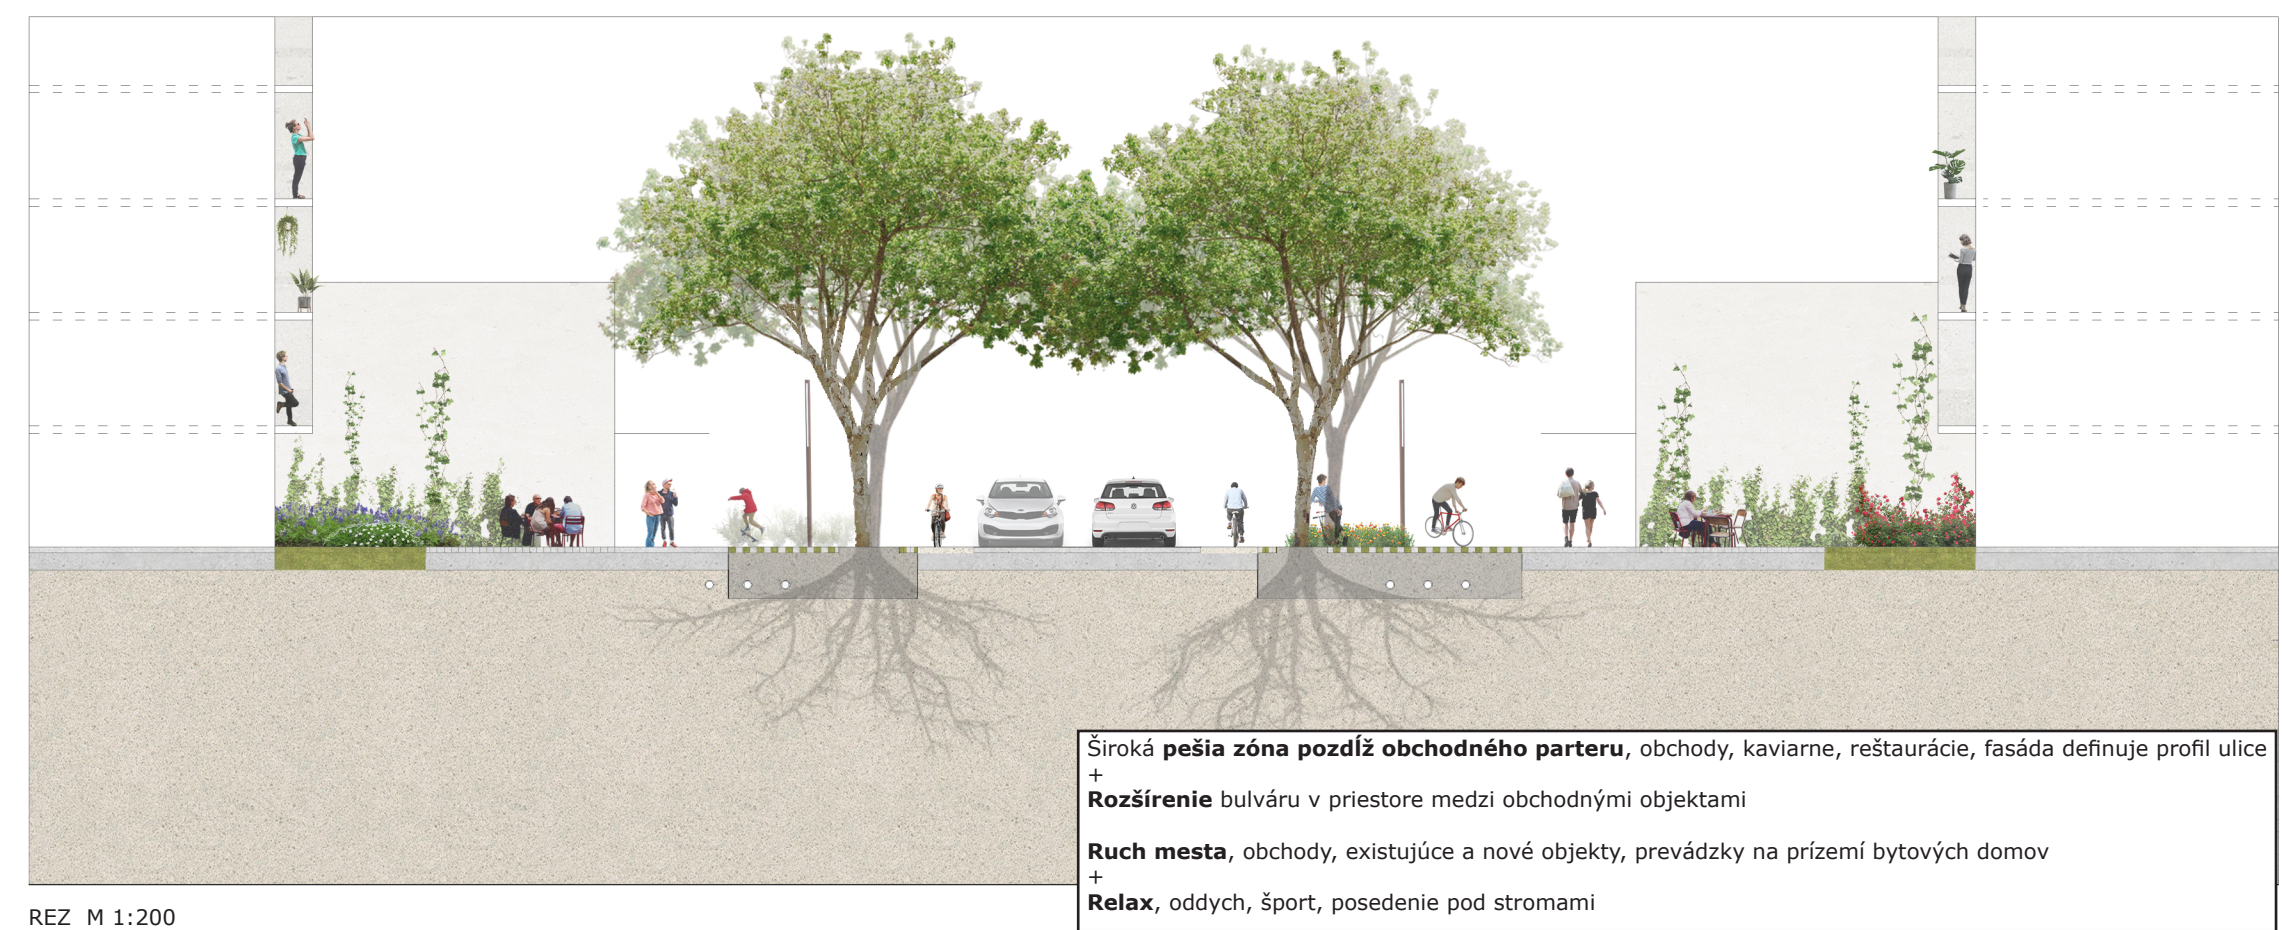 Široká pešia zóna pozdĺž obchodného parteru, obchody, kaviarne, reštaurácie, fasáda definuje profil ulice
+
Rozšírenie bulváru v priestore medzi obchodnými objektami
Ruch mesta, obchody, existujúce a nové objekty, prevádzky na prízemí bytových domov
+
Relax, oddych, šport, posedenie pod stromami
REZ M 1:200